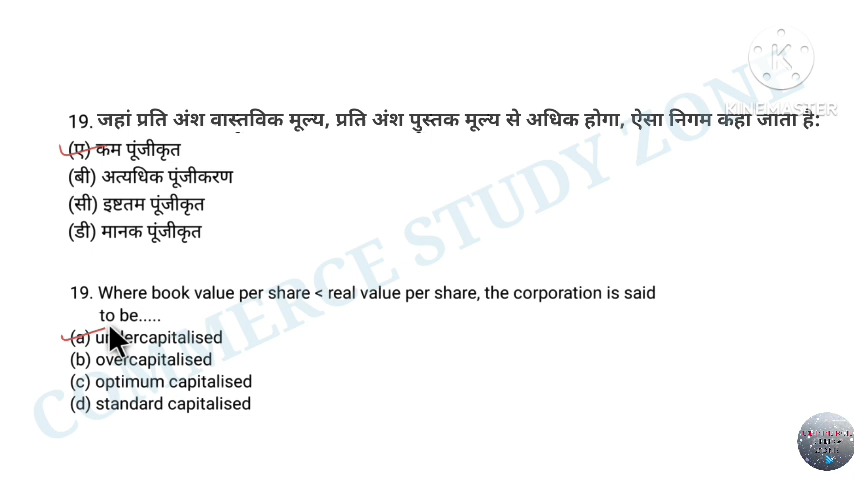 KINEMASTER
19. जहां प्रति अंश वास्तविक मूल्य, प्रति अंश पुस्तक मूल्य से अधिक होगा, ऐसा निगम कहा जाता है:
(ए) कम पूंजीकृत
(बी) अत्यधिक पूंजीकरण
(सी) इष्टतम पूंजीकृत
(डी) मानक पूंजीकृत
19. Where book value per share < real value per share, the corporation is said
to be.....
(a) undercapitalised
(b) overcapitalised
(c) optimum capitalised
(d) standard capitalised
COMMERCE STUDY ZONE